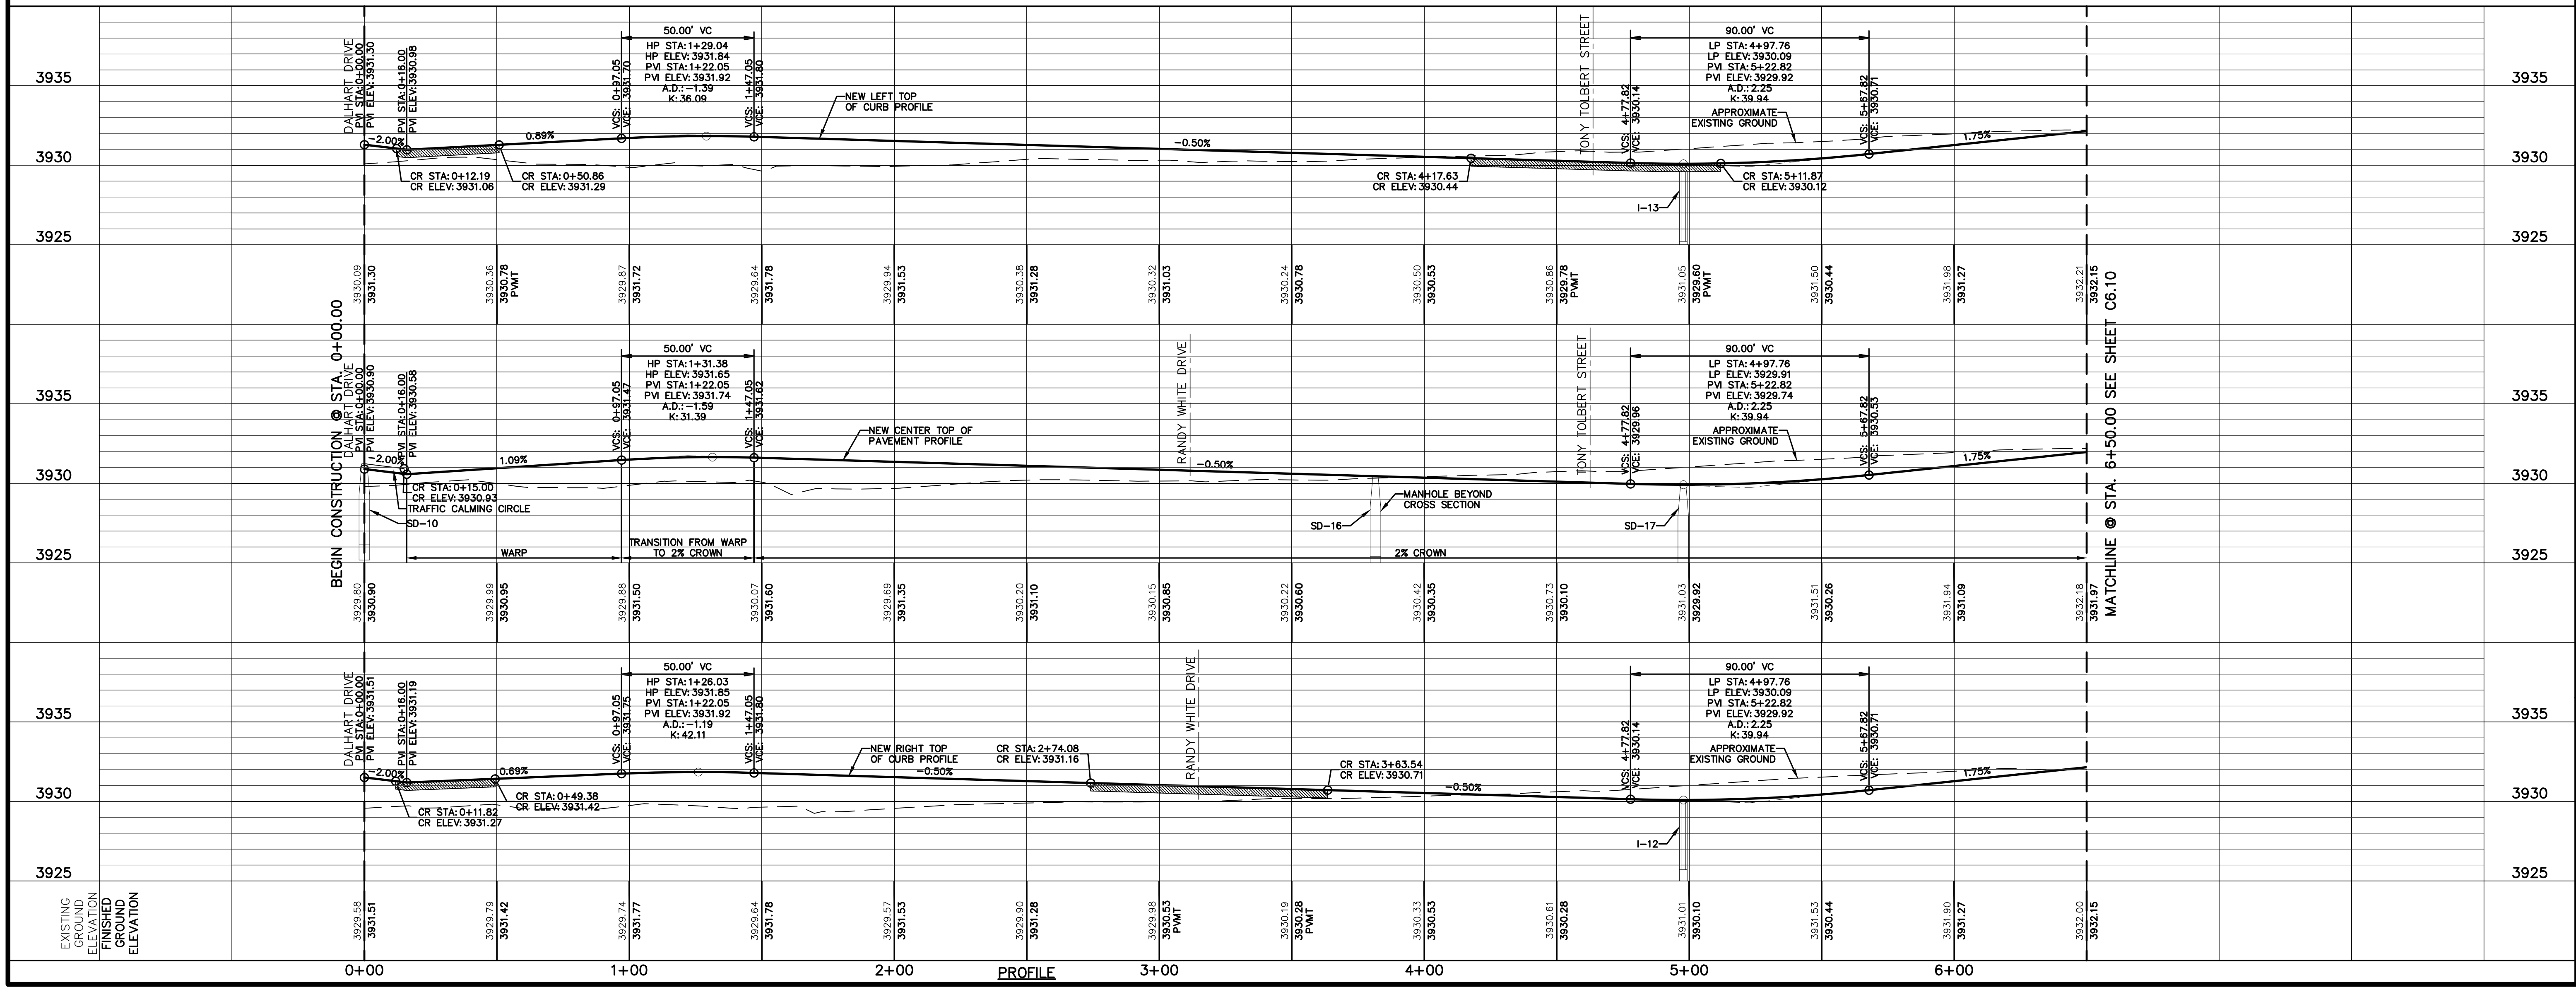 DALHART DRIVE
PVI STA: 0+00.00
PVI ELEV: 3931.30
PVI STA: 0+16.00
PVI ELEV: 3930.98
50.00' VC
HP STA: 1+29.04
HP ELEV: 3931.84
PVI STA: 1+22.05
PVI ELEV: 3931.92
A.D.: -1.39
K: 36.09
VCS: 0+97.05
VCE: 3931.70
VCS: 1+47.05
VCE: 3931.80
TONY TOLBERT STREET
90.00' VC
LP STA: 4+97.76
LP ELEV: 3930.09
PVI STA: 5+22.82
PVI ELEV: 3929.92
A.D.: 2.25
K: 39.94
VCS: 4+77.82
VCE: 3930.14
VCS: 5+67.82
VCE: 3930.71
NEW LEFT TOP
OF CURB PROFILE
APPROXIMATE
EXISTING GROUND
3935
3935
-2.00%
0.89%
-0.50%
1.75%
3930
3930
CR STA: 0+12.19
CR ELEV: 3931.06
CR STA: 0+50.86
CR ELEV: 3931.29
CR STA: 4+17.63
CR ELEV: 3930.44
CR STA: 5+11.87
CR ELEV: 3930.12
I-13
3925
3925
3930.09
3931.30
3930.36
3930.78
PVMT
3929.87
3931.72
3929.64
3931.78
3929.94
3931.53
3930.38
3931.28
3930.32
3931.03
3930.24
3930.78
3930.50
3930.53
3930.86
3929.78
PVMT
3931.05
3929.60
PVMT
3931.50
3930.44
3931.98
3931.27
3932.21
3932.15
BEGIN CONSTRUCTION @ STA. 0+00.00
MATCHLINE @ STA. 6+50.00 SEE SHEET C6.10
DALHART DRIVE
PVI STA: 0+00.00
PVI ELEV: 3930.90
PVI STA: 0+16.00
PVI ELEV: 3930.58
50.00' VC
HP STA: 1+31.38
HP ELEV: 3931.65
PVI STA: 1+22.05
PVI ELEV: 3931.74
A.D.: -1.59
K: 31.39
VCS: 0+97.05
VCE: 3931.47
VCS: 1+47.05
VCE: 3931.62
RANDY WHITE DRIVE
TONY TOLBERT STREET
90.00' VC
LP STA: 4+97.76
LP ELEV: 3929.91
PVI STA: 5+22.82
PVI ELEV: 3929.74
A.D.: 2.25
K: 39.94
VCS: 4+77.82
VCE: 3929.96
VCS: 5+67.82
VCE: 3930.53
NEW CENTER TOP OF
PAVEMENT PROFILE
APPROXIMATE
EXISTING GROUND
3935
3935
-2.00%
1.09%
-0.50%
1.75%
3930
3930
CR STA: 0+15.00
CR ELEV: 3930.93
TRAFFIC CALMING CIRCLE
SD-10
MANHOLE BEYOND
CROSS SECTION
SD-16
SD-17
WARP
TRANSITION FROM WARP
TO 2% CROWN
2% CROWN
3925
3925
3929.80
3930.90
3929.99
3930.95
3929.88
3931.50
3930.07
3931.60
3929.69
3931.35
3930.20
3931.10
3930.15
3930.85
3930.22
3930.60
3930.42
3930.35
3930.73
3930.10
3931.03
3929.92
3931.51
3930.26
3931.94
3931.09
3932.18
3931.97
DALHART DRIVE
PVI STA: 0+00.00
PVI ELEV: 3931.51
PVI STA: 0+16.00
PVI ELEV: 3931.19
50.00' VC
HP STA: 1+26.03
HP ELEV: 3931.85
PVI STA: 1+22.05
PVI ELEV: 3931.92
A.D.: -1.19
K: 42.11
VCS: 0+97.05
VCE: 3931.75
VCS: 1+47.05
VCE: 3931.80
RANDY WHITE DRIVE
90.00' VC
LP STA: 4+97.76
LP ELEV: 3930.09
PVI STA: 5+22.82
PVI ELEV: 3929.92
A.D.: 2.25
K: 39.94
VCS: 4+77.82
VCE: 3930.14
VCS: 5+67.82
VCE: 3930.71
NEW RIGHT TOP
OF CURB PROFILE
CR STA: 2+74.08
CR ELEV: 3931.16
CR STA: 3+63.54
CR ELEV: 3930.71
APPROXIMATE
EXISTING GROUND
3935
3935
-2.00%
0.69%
-0.50%
-0.50%
1.75%
3930
3930
CR STA: 0+11.82
CR ELEV: 3931.27
CR STA: 0+49.38
CR ELEV: 3931.42
I-12
3925
3925
EXISTING
GROUND
ELEVATION
FINISHED
GROUND
ELEVATION
3929.58
3931.51
3929.79
3931.42
3929.74
3931.77
3929.64
3931.78
3929.57
3931.53
3929.90
3931.28
3929.98
3930.53
PVMT
3930.19
3930.28
PVMT
3930.33
3930.53
3930.61
3930.28
3931.01
3930.10
3931.53
3930.44
3931.90
3931.27
3932.00
3932.15
0+00
1+00
2+00
PROFILE
3+00
4+00
5+00
6+00